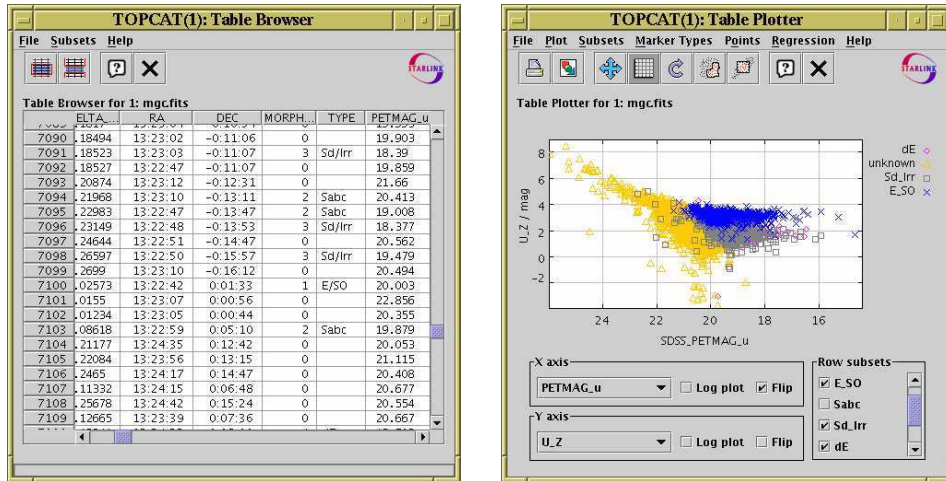 TOPCAT(1): Table Browser
File Subsets Help
STARLINK
Table Browser for 1: mgc.fits
ELTA_... RA DEC MORPH... TYPE PETMAG_u
7090 .18494 13:23:02 -0:11:06 0 19.903
7091 .18523 13:23:03 -0:11:07 3 Sd/Irr 18.39
7092 .18527 13:22:47 -0:11:07 0 19.859
7093 .20874 13:23:12 -0:12:31 0 21.66
7094 .21968 13:23:10 -0:13:11 2 Sabc 20.413
7095 .22983 13:22:47 -0:13:47 2 Sabc 19.008
7096 .23149 13:22:48 -0:13:53 3 Sd/Irr 18.377
7097 .24644 13:22:51 -0:14:47 0 20.562
7098 .26597 13:22:50 -0:15:57 3 Sd/Irr 19.479
7099 .2699 13:23:10 -0:16:12 0 20.494
7100 .02573 13:22:42 0:01:33 1 E/SO 20.003
7101 .0155 13:23:07 0:00:56 0 22.856
7102 .01234 13:23:05 0:00:44 0 20.355
7103 .08618 13:22:59 0:05:10 2 Sabc 19.879
7104 .21177 13:24:35 0:12:42 0 20.053
7105 .22084 13:23:56 0:13:15 0 21.115
7106 .2465 13:24:17 0:14:47 0 20.408
7107 .11332 13:24:15 0:06:48 0 20.677
7108 .25678 13:24:42 0:15:24 0 20.554
7109 .12665 13:23:39 0:07:36 0 20.667
TOPCAT(1): Table Plotter
File Plot Subsets Marker Types Points Regression Help
STARLINK
Table Plotter for 1: mgc.fits
8
6
4
2
0
-2
U_Z / mag
24 22 20 18 16
SDSS_PETMAG_u
dE
unknown
Sd_Irr
E_SO
X axis
PETMAG_u Log plot Flip
Y axis
U_Z Log plot Flip
Row subsets
E_SO
Sabc
Sd_Irr
dE